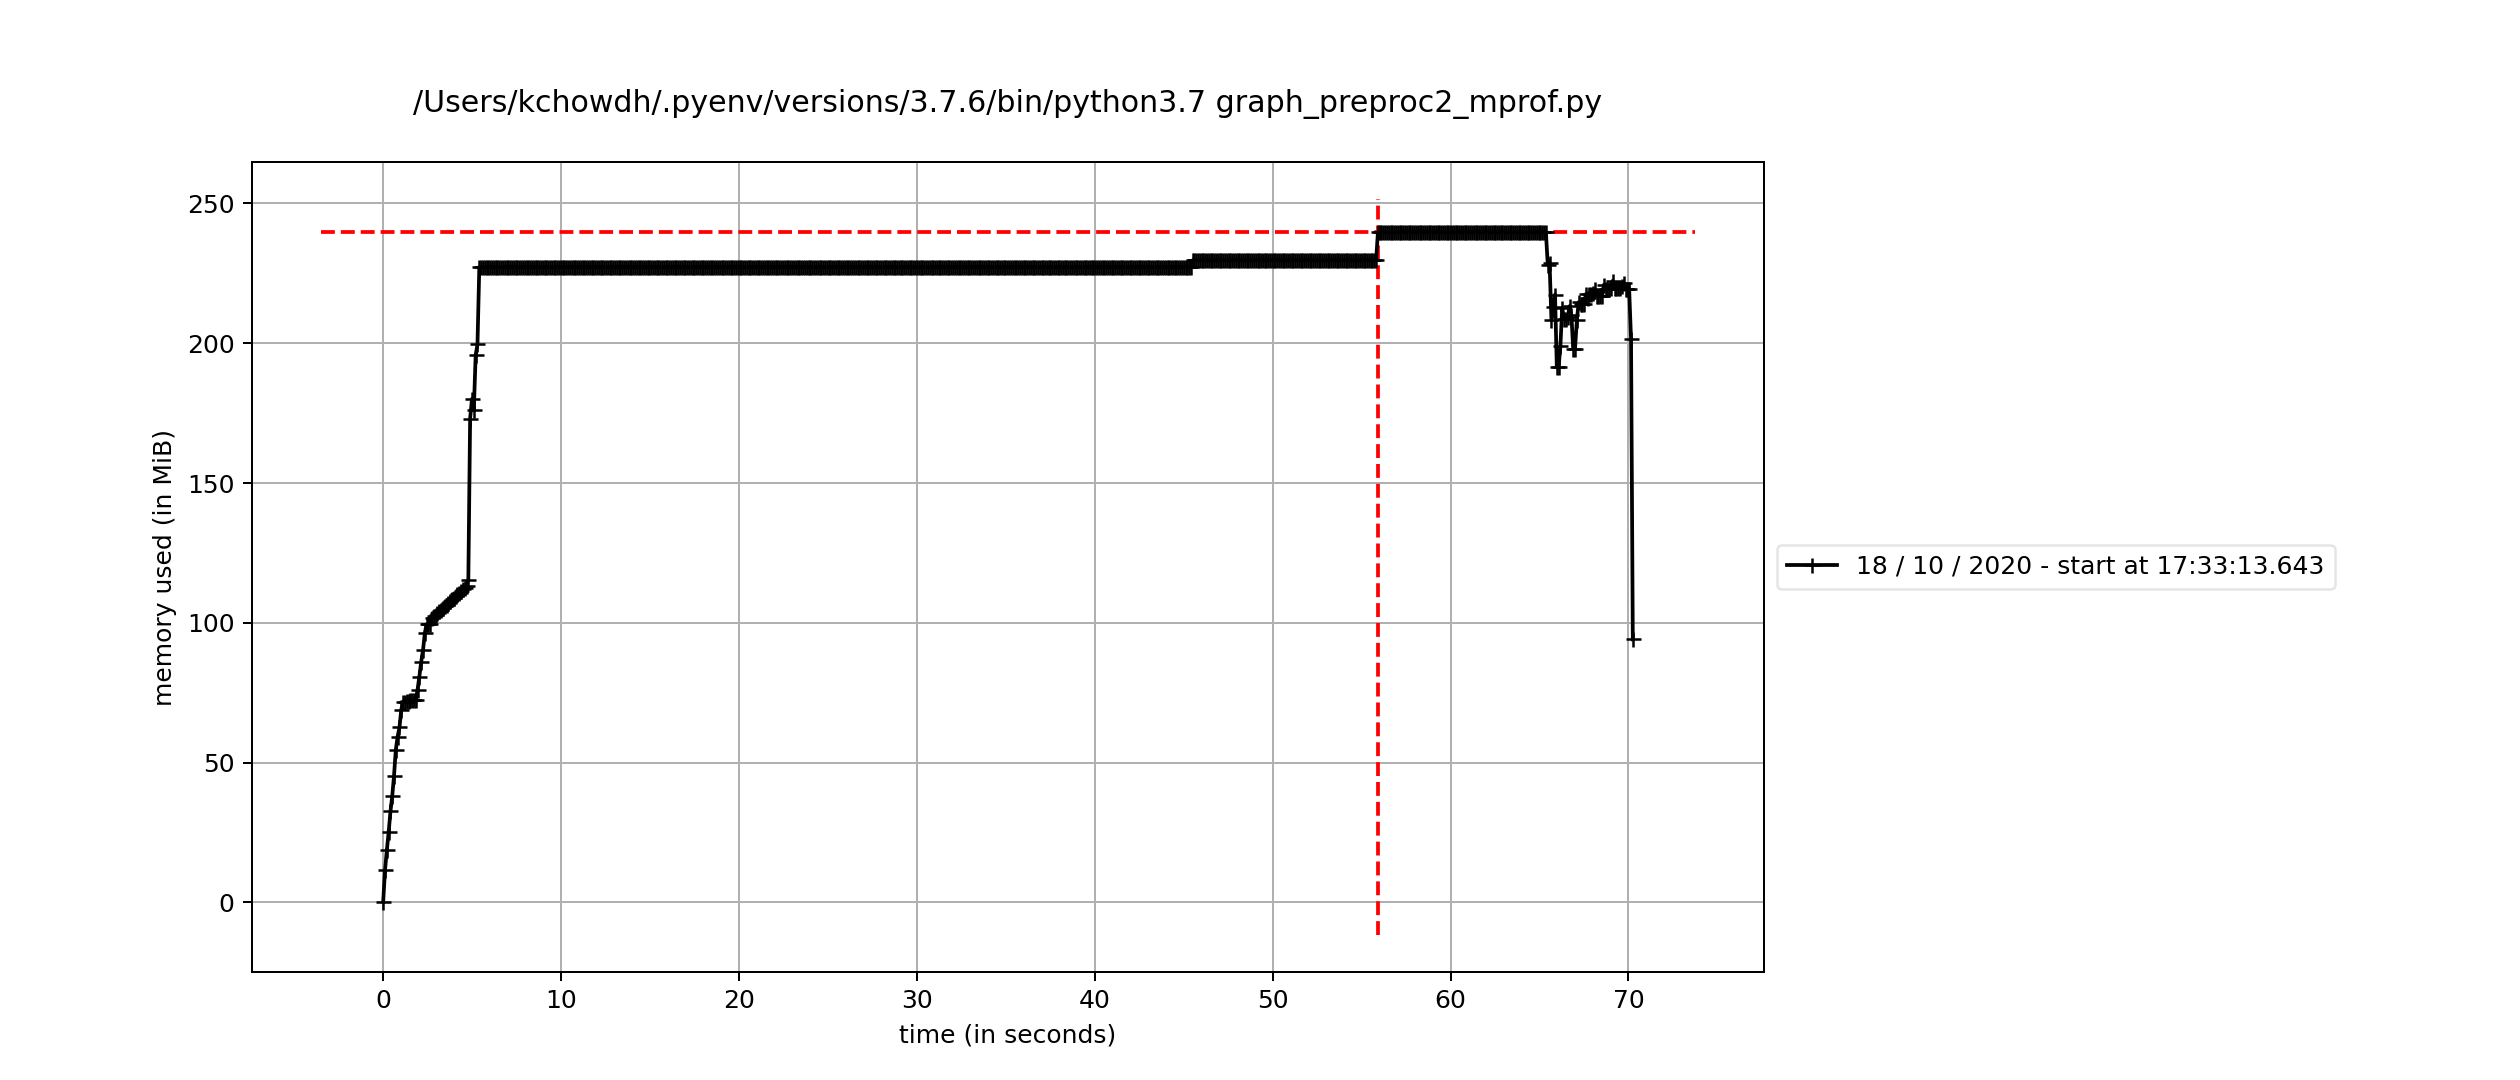 /Users/kchowdh/.pyenv/versions/3.7.6/bin/python3.7 graph_preproc2_mprof.py
250
200
150
100
50
0
memory used (in MiB)
18 / 10 / 2020 - start at 17:33:13.643
0 10 20 30 40 50 60 70
time (in seconds)